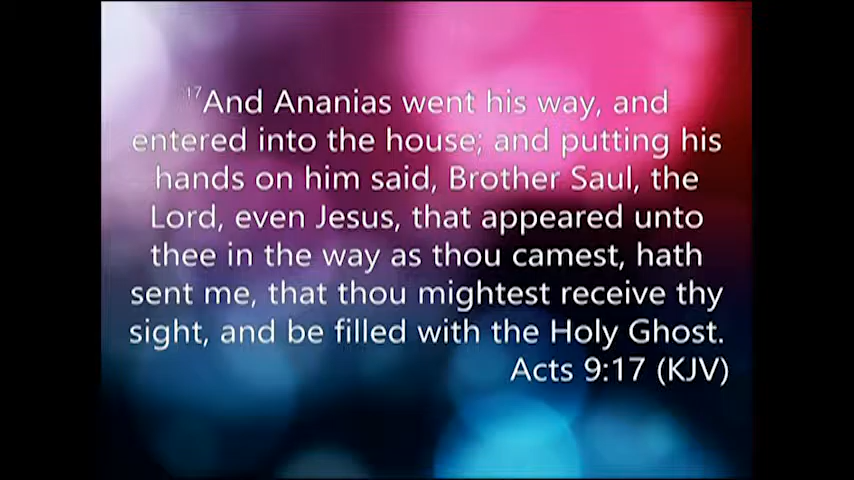 17And Ananias went his way, and
entered into the house; and putting his
hands on him said, Brother Saul, the
Lord, even Jesus, that appeared unto
thee in the way as thou camest, hath
sent me, that thou mightest receive thy
sight, and be filled with the Holy Ghost.
Acts 9:17 (KJV)